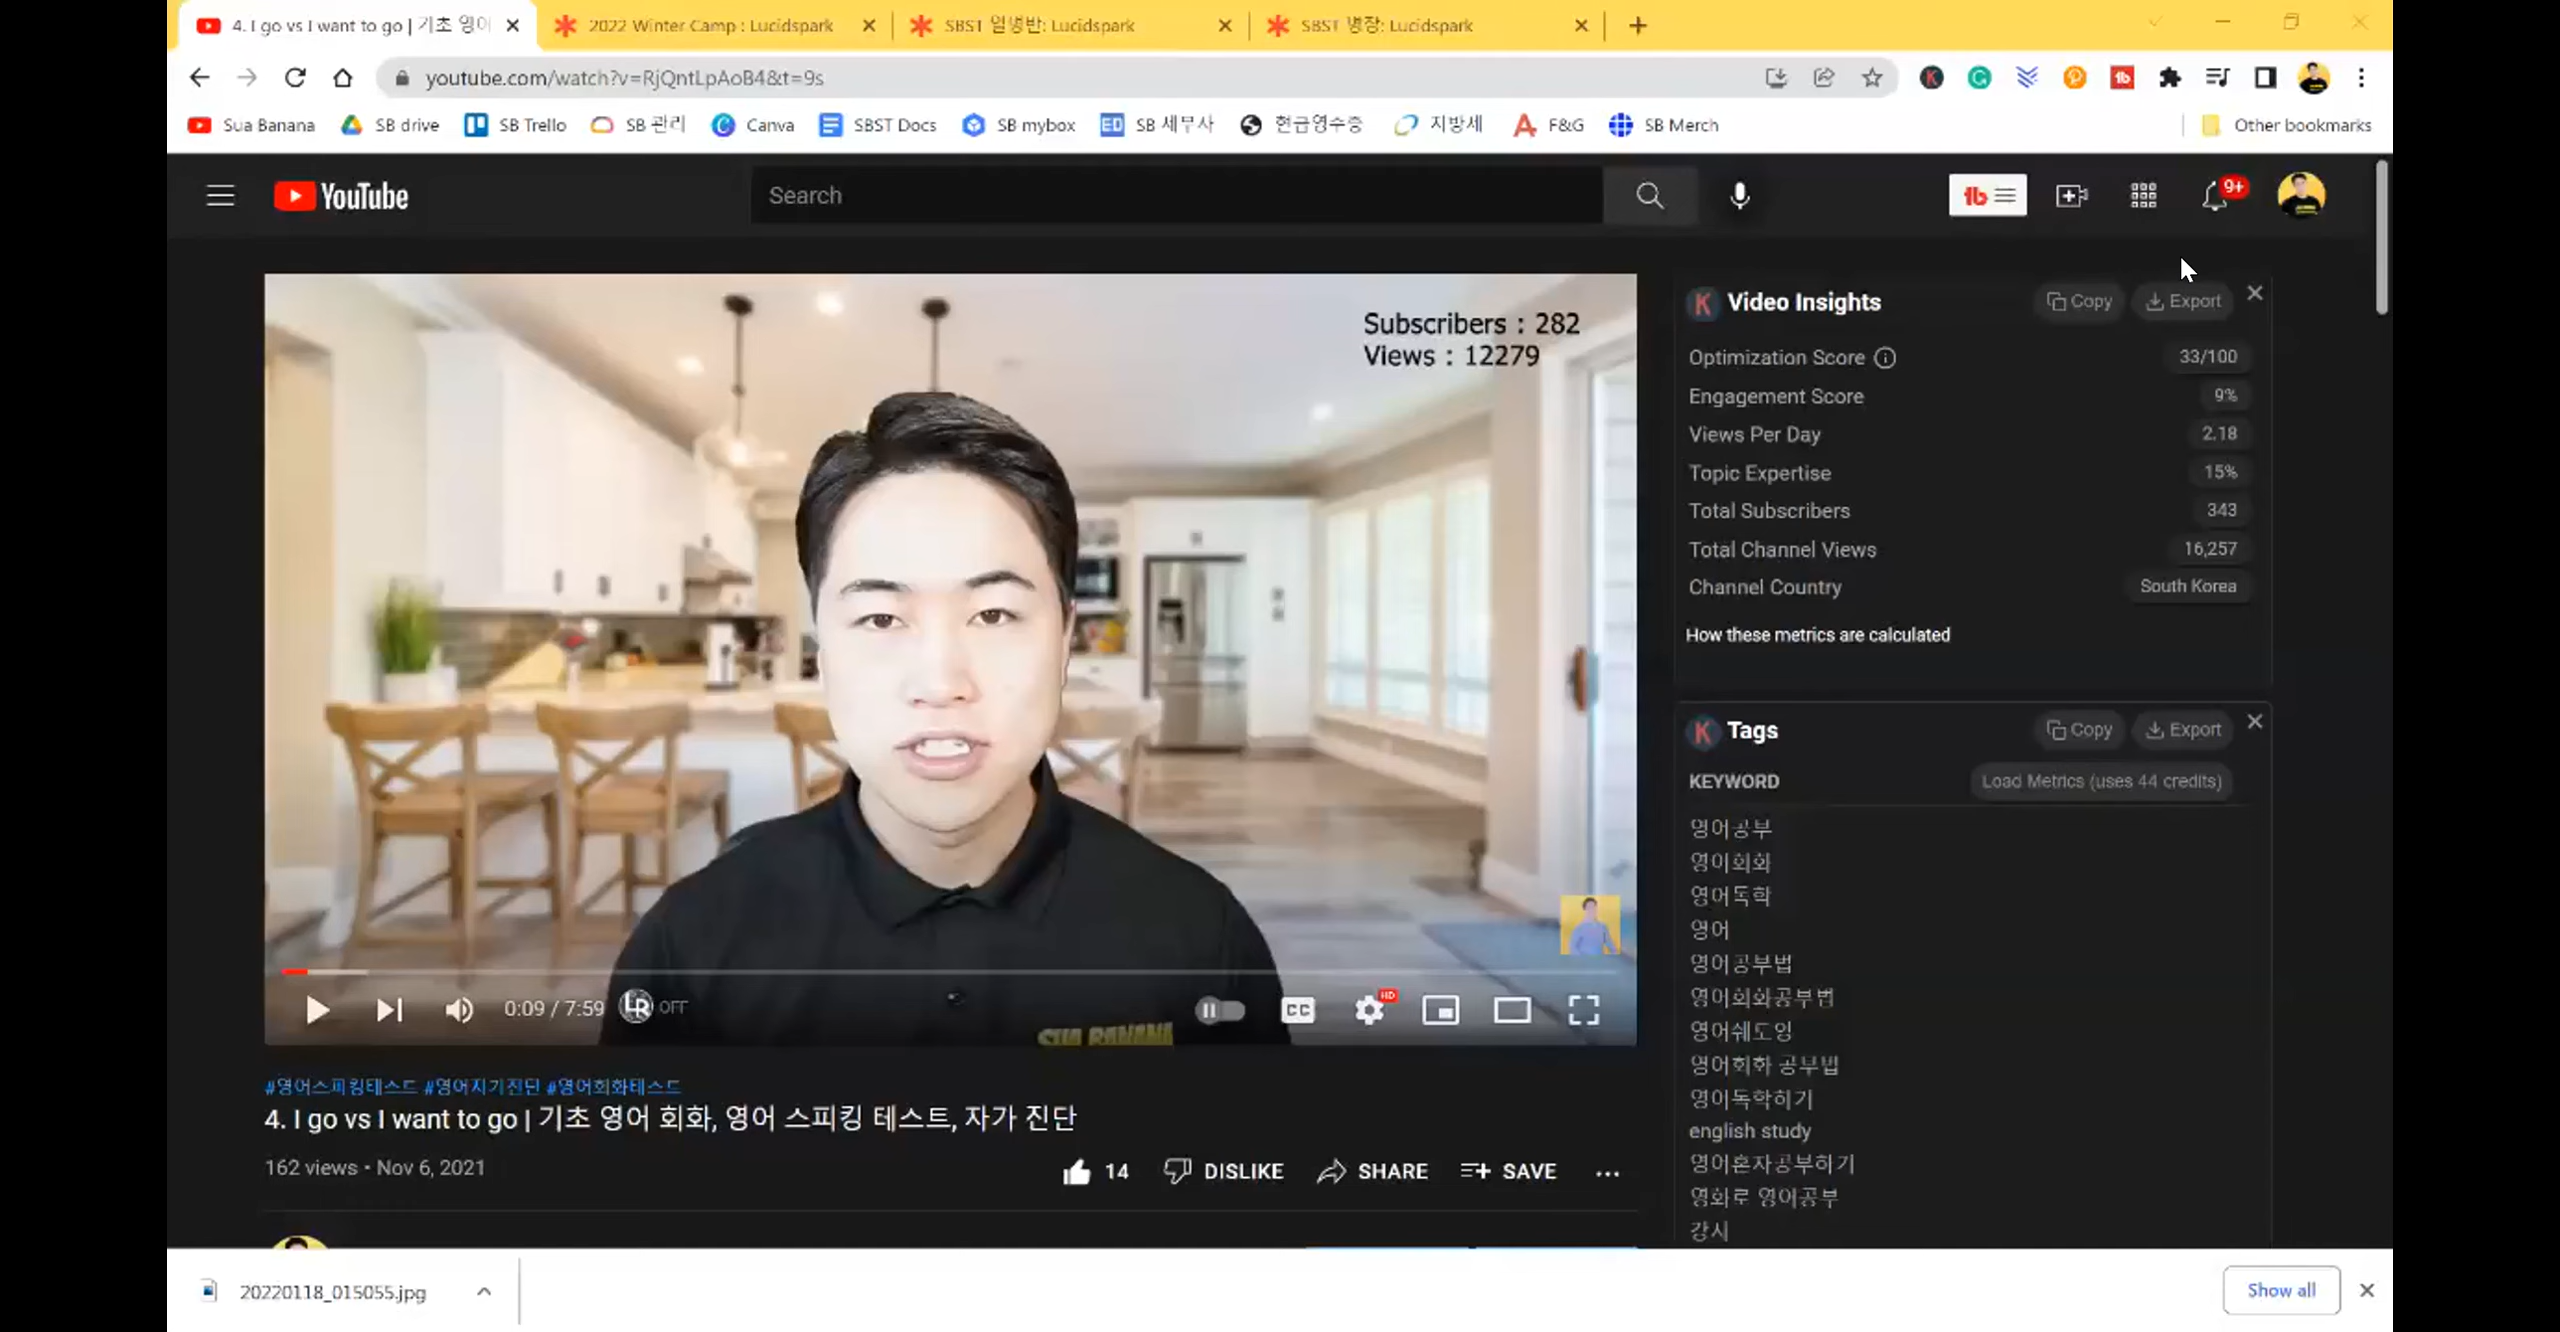 4. I go vs I want to go | 기초 영어
2022 Winter Camp : Lucidspark
SBST 일병반: Lucidspark
SBST 병장: Lucidspark
youtube.com/watch?v=RjQntLpAoB4&t=9s
Sua Banana
SB drive
SB Trello
SB 관리
Canva
SBST Docs
SB mybox
SB 세무사
현금영수증
지방세
F&G
SB Merch
Other bookmarks
YouTube
Search
9+
Subscribers : 282
Views : 12279
SUA BANANA
0:09 / 7:59
OFF
CC
HD
#영어스피킹테스트 #영어자기진단 #영어회화테스트
4. I go vs I want to go | 기초 영어 회화, 영어 스피킹 테스트, 자가 진단
162 views • Nov 6, 2021
14
DISLIKE
SHARE
SAVE
Video Insights
Copy
Export
Optimization Score
33/100
Engagement Score
9%
Views Per Day
2.18
Topic Expertise
15%
Total Subscribers
343
Total Channel Views
16,257
Channel Country
South Korea
How these metrics are calculated
Tags
Copy
Export
KEYWORD
Load Metrics (uses 44 credits)
영어공부
영어회화
영어독학
영어
영어공부법
영어회화공부법
영어쉐도잉
영어회화 공부법
영어독학하기
english study
영어혼자공부하기
영화로 영어공부
강시
20220118_015055.jpg
Show all